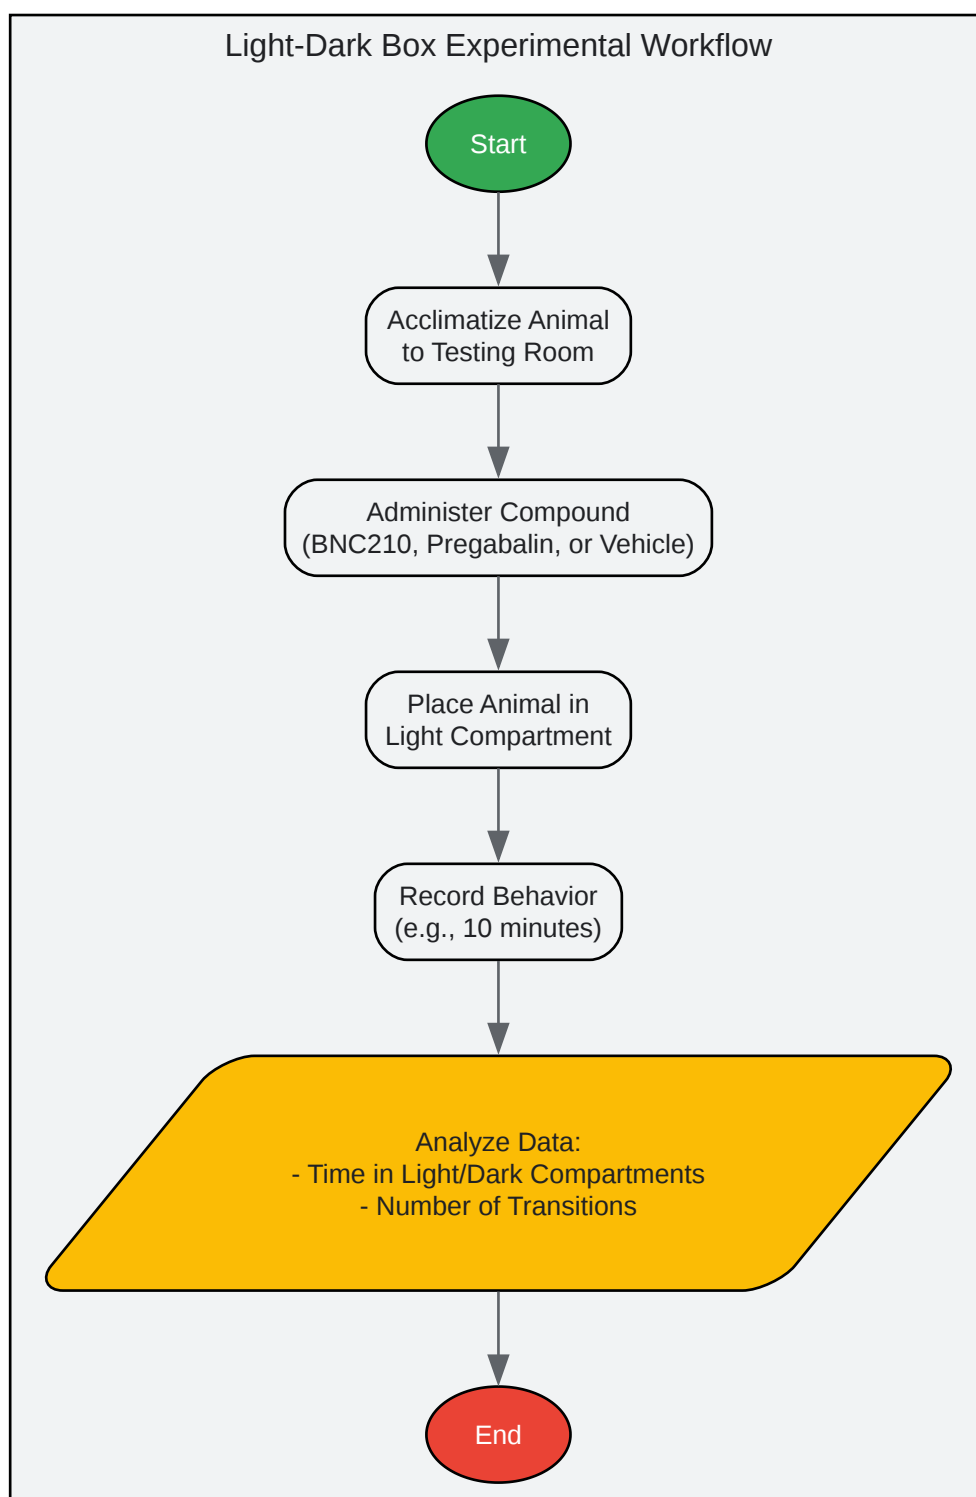 Light-Dark Box Experimental Workflow
Start
Acclimatize Animal
to Testing Room
Administer Compound
(BNC210, Pregabalin, or Vehicle)
Place Animal in
Light Compartment
Record Behavior
(e.g., 10 minutes)
Analyze Data:
- Time in Light/Dark Compartments
- Number of Transitions
End